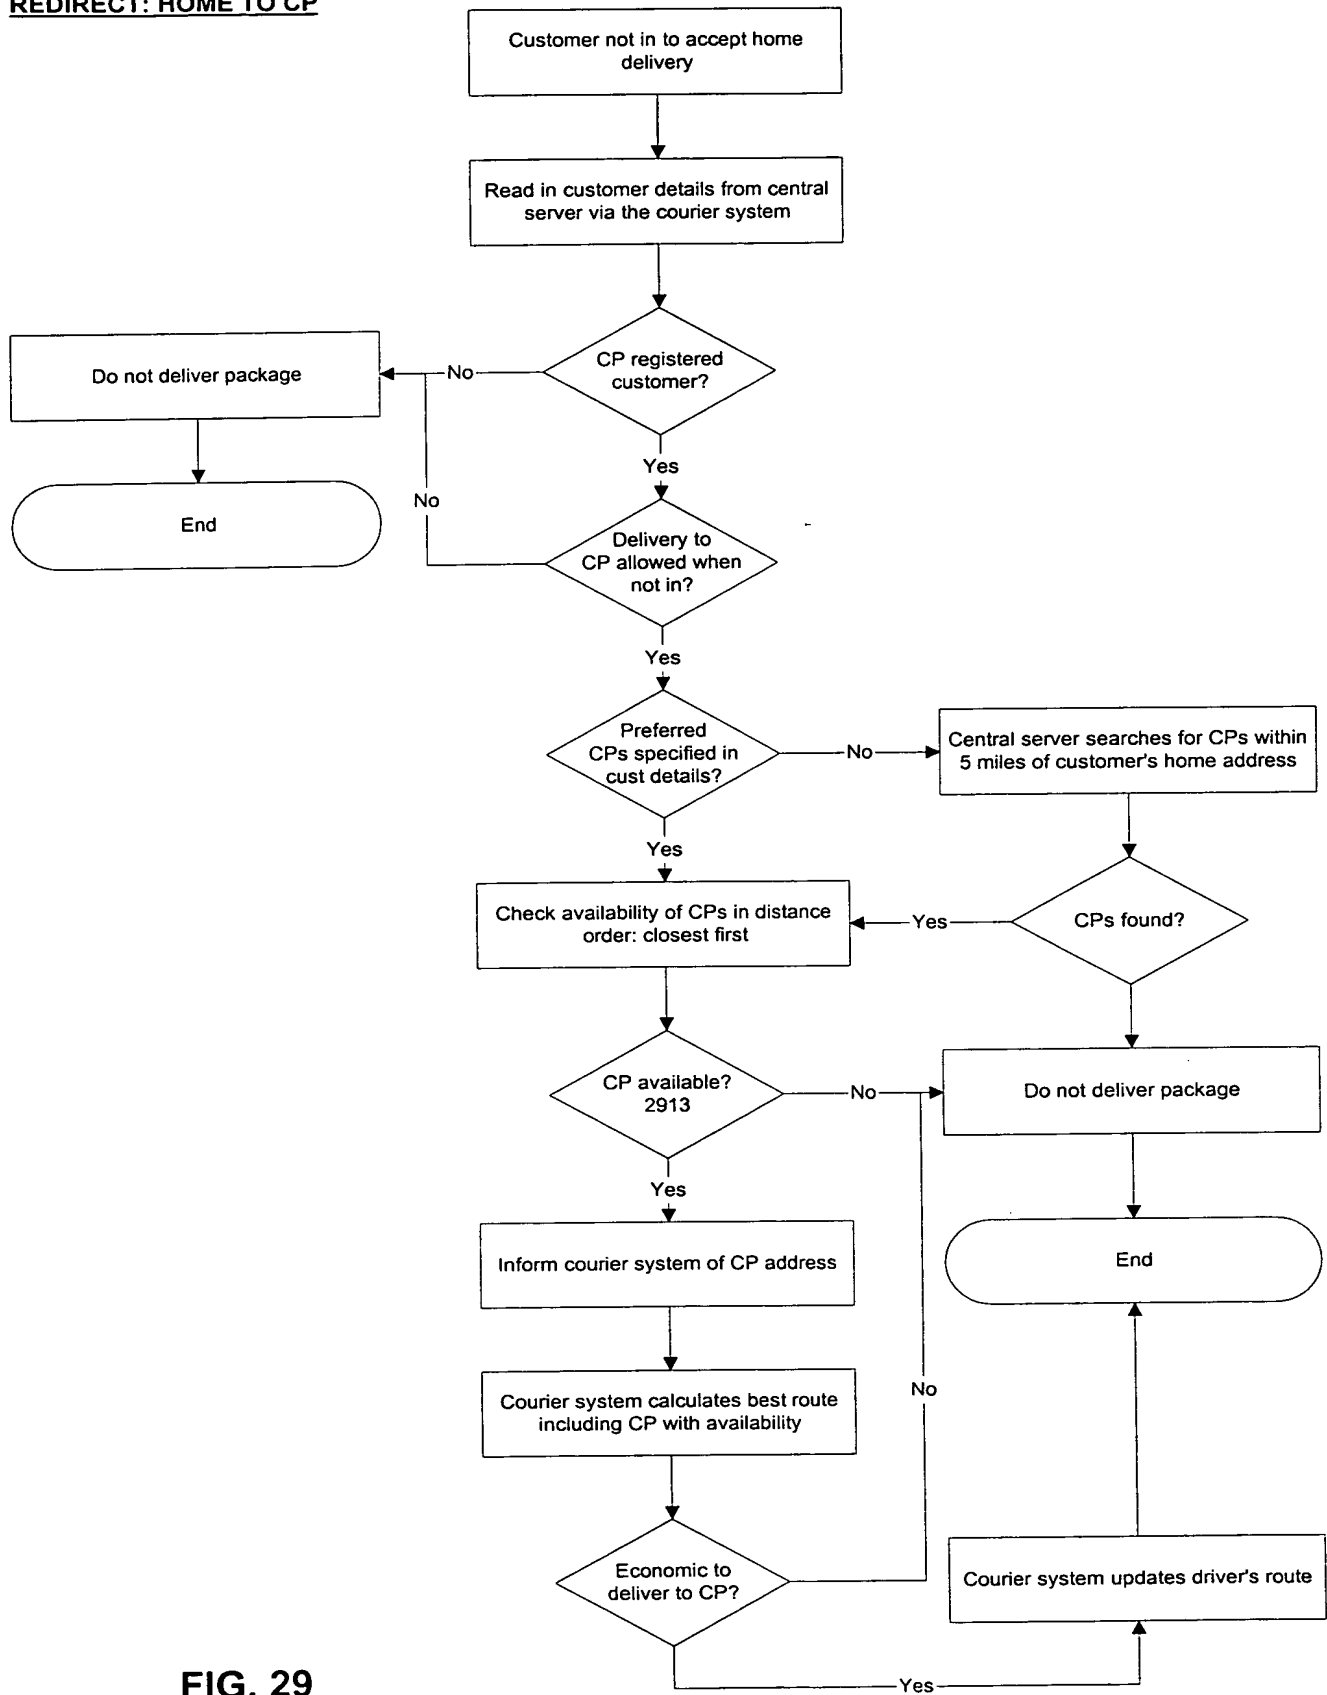 REDIRECT: HOME TO CP
Customer not in to accept home
delivery
Read in customer details from central
server via the courier system
CP registered
customer?
No
Do not deliver package
Yes
End
No
Delivery to
CP allowed when
not in?
Yes
Preferred
CPs specified in
cust details?
No
Central server searches for CPs within
5 miles of customer's home address
Yes
Check availability of CPs in distance
order: closest first
Yes
CPs found?
CP available?
2913
No
Do not deliver package
Yes
Inform courier system of CP address
End
Courier system calculates best route
including CP with availability
No
Economic to
deliver to CP?
Courier system updates driver's route
Yes
FIG. 29